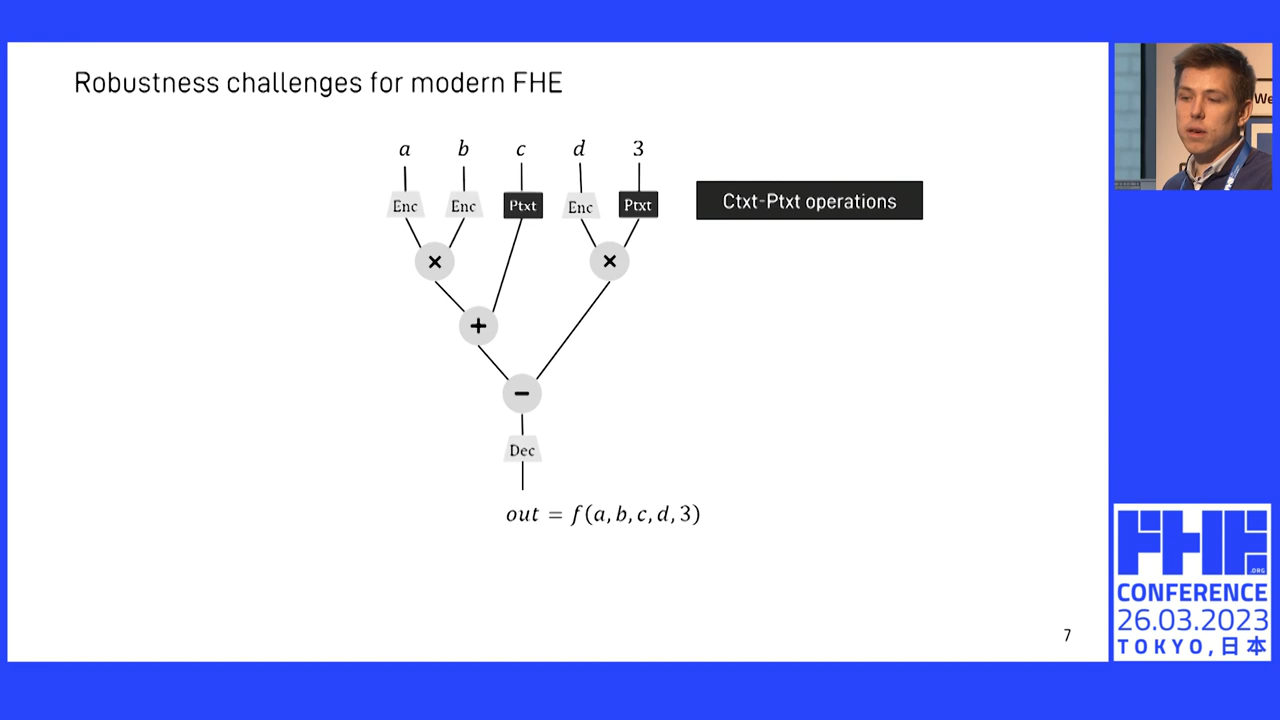 Robustness challenges for modern FHE
a b c d 3
Enc Enc Ptxt Enc Ptxt
Ctxt-Ptxt operations
× ×
+
−
Dec
out = f(a, b, c, d, 3)
7
We
FHE
.ORG
CONFERENCE
26.03.2023
TOKYO, 日本